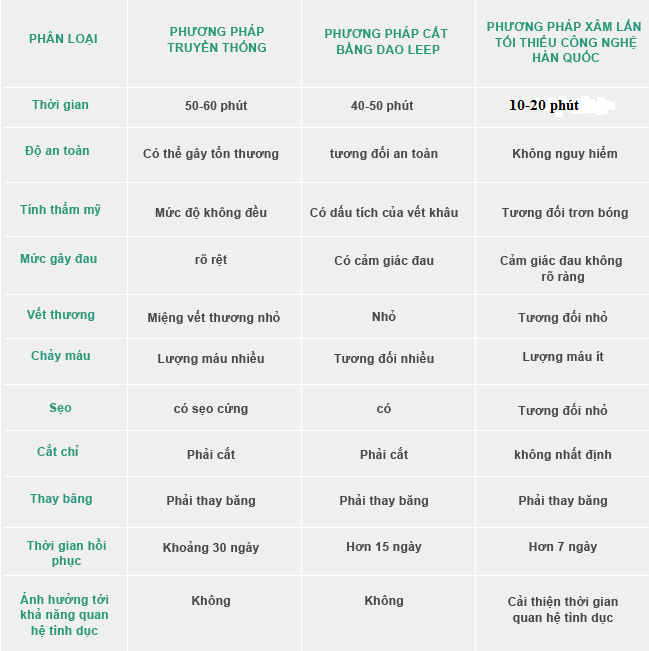 PHÂN LOẠI
PHƯƠNG PHÁP
TRUYỀN THỐNG
PHƯƠNG PHÁP CẮT
BẰNG DAO LEEP
PHƯƠNG PHÁP XÂM LẤN
TỐI THIỂU CÔNG NGHỆ
HÀN QUỐC
Thời gian
50-60 phút
40-50 phút
10-20 phút
Độ an toàn
Có thể gây tổn thương
tương đối an toàn
Không nguy hiểm
Tính thẩm mỹ
Mức độ không đều
Có dấu tích của vết khâu
Tương đối trơn bóng
Mức gây đau
rõ rệt
Có cảm giác đau
Cảm giác đau không
rõ ràng
Vết thương
Miệng vết thương nhỏ
Nhỏ
Tương đối nhỏ
Chảy máu
Lượng máu nhiều
Tương đối nhiều
Lượng máu ít
Sẹo
có sẹo cứng
có
Tương đối nhỏ
Cắt chỉ
Phải cắt
Phải cắt
không nhất định
Thay băng
Phải thay băng
Phải thay băng
Phải thay băng
Thời gian hồi
phục
Khoảng 30 ngày
Hơn 15 ngày
Hơn 7 ngày
Ảnh hưởng tới
khả năng quan
hệ tình dục
Không
Không
Cải thiện thời gian
quan hệ tình dục